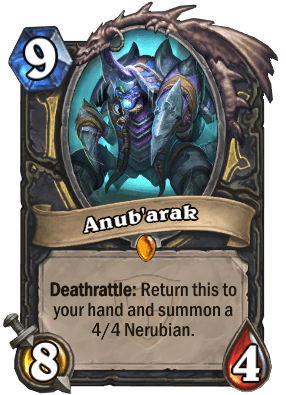 9
Anub'arak
Deathrattle: Return this to
your hand and summon a
4/4 Nerubian.
8
4